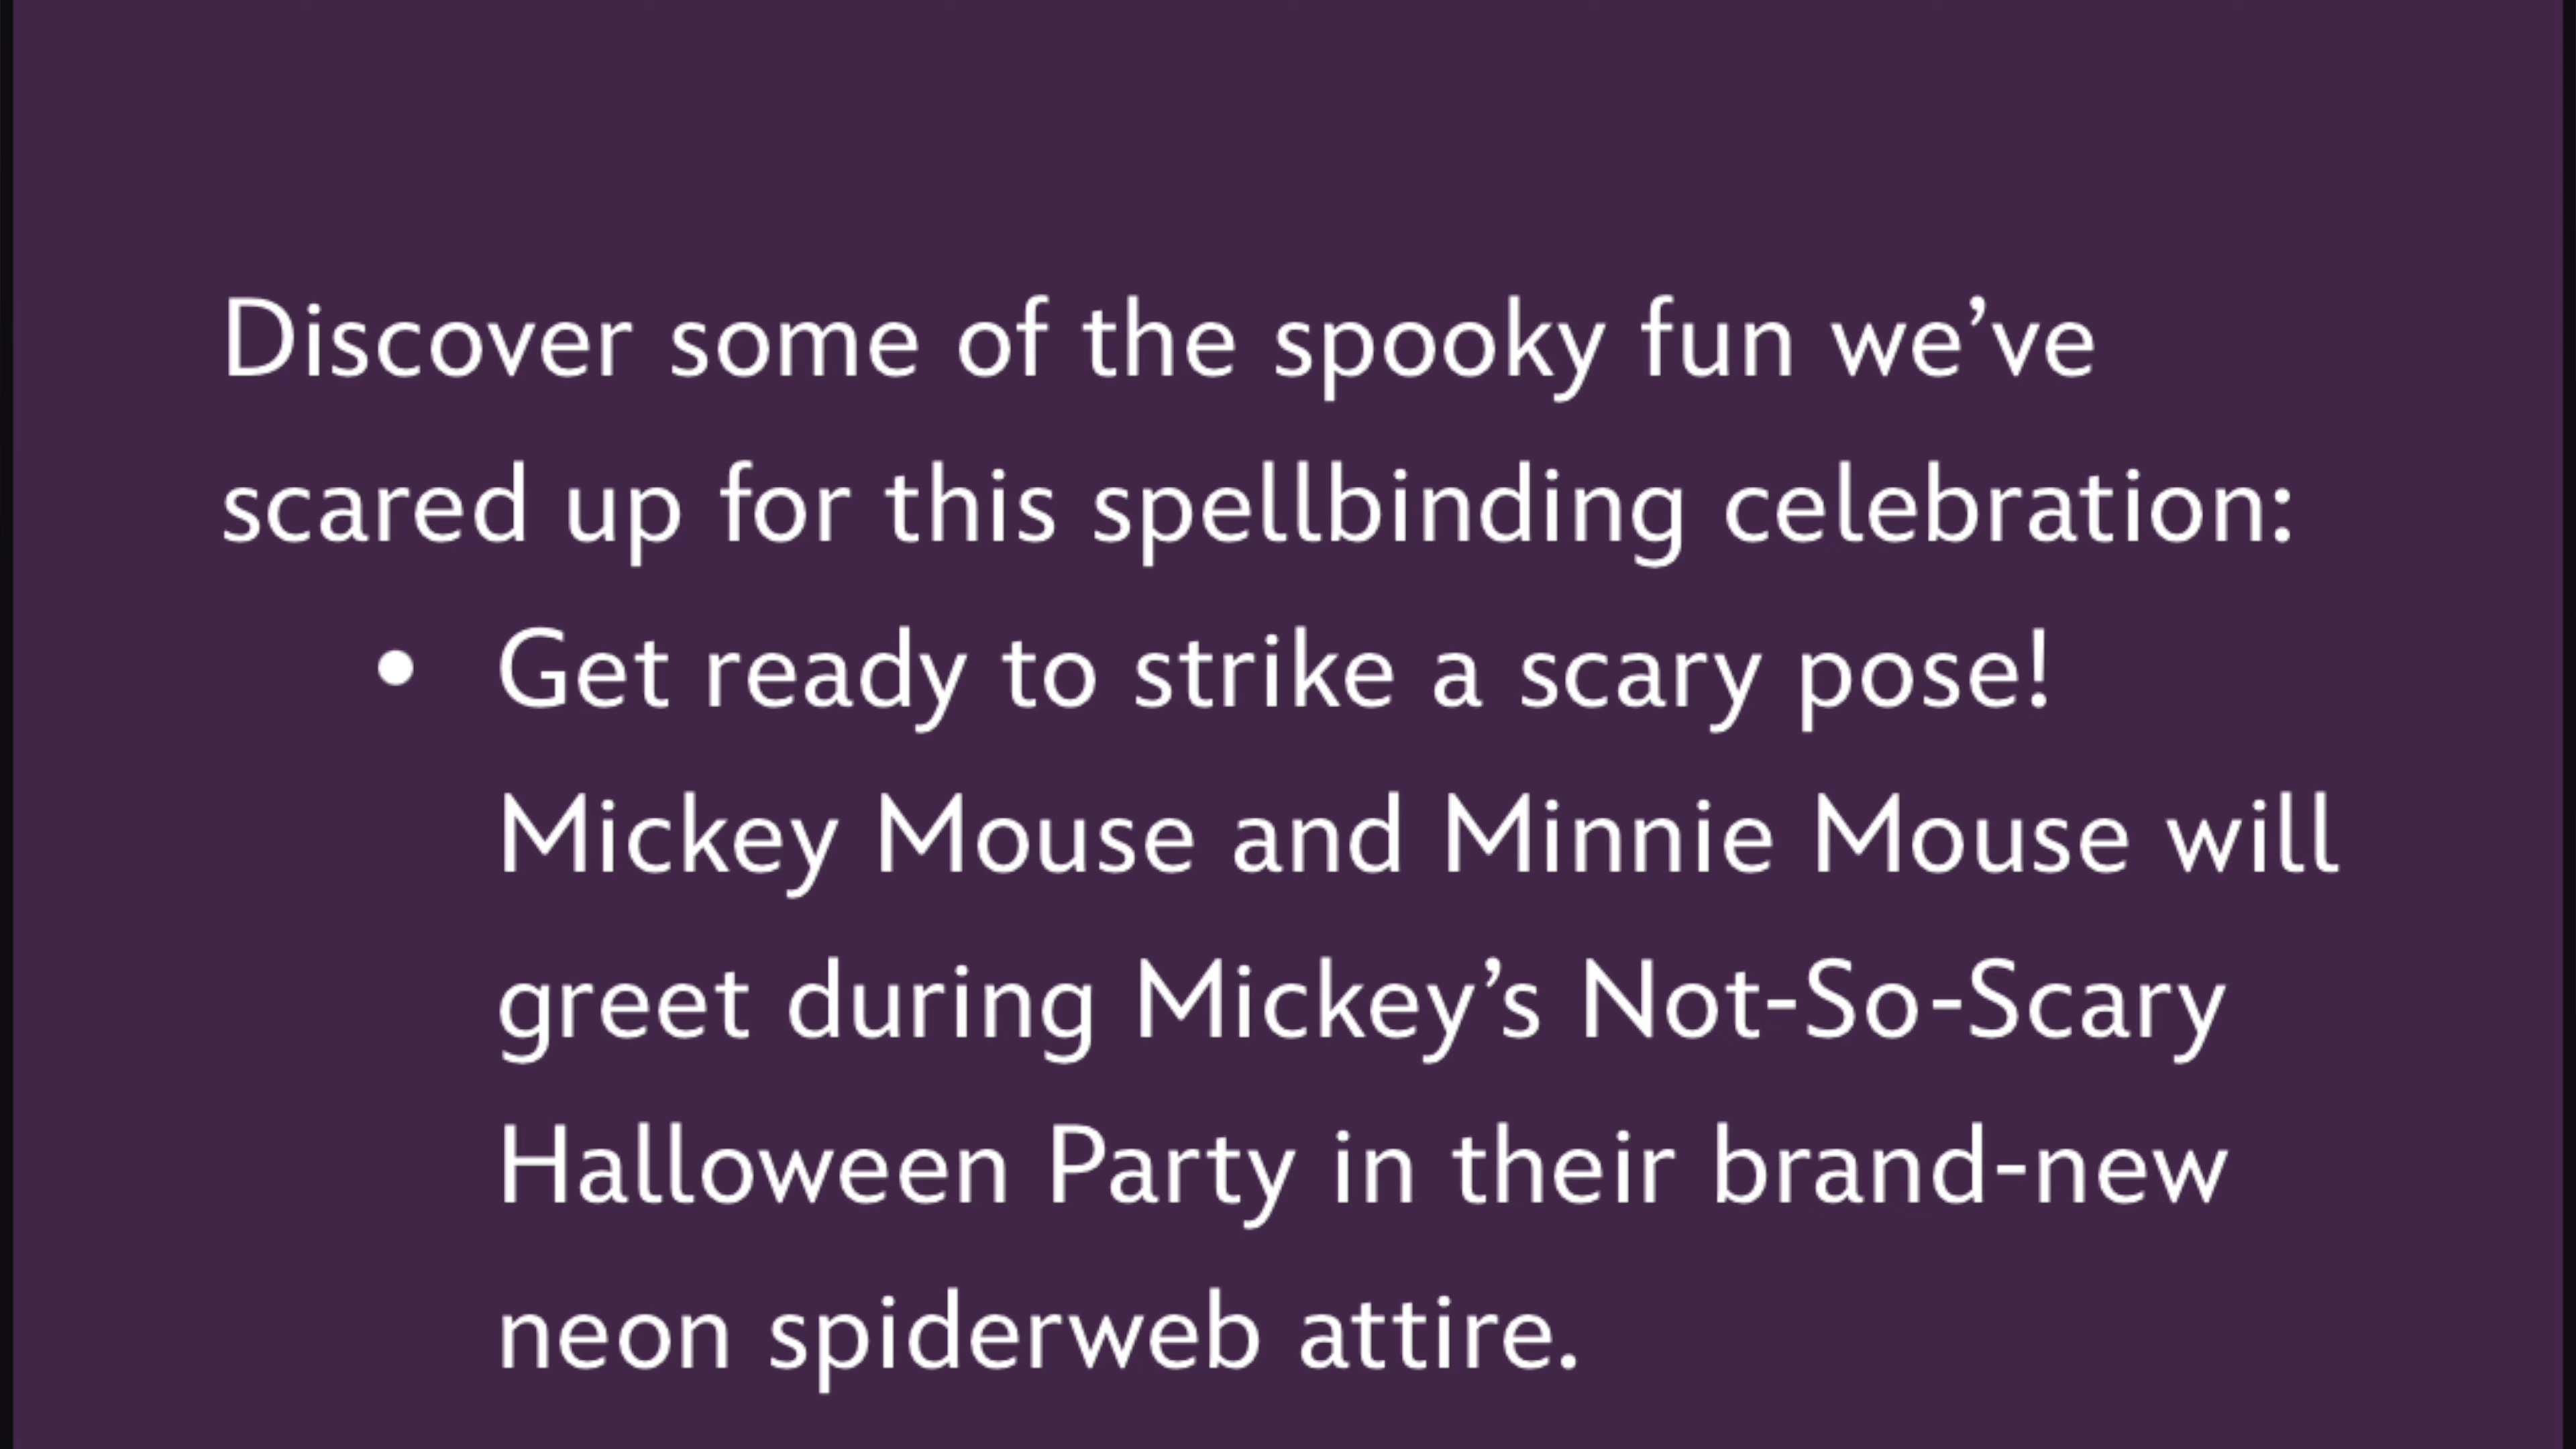 Discover some of the spooky fun we’ve
scared up for this spellbinding celebration:
• Get ready to strike a scary pose!
Mickey Mouse and Minnie Mouse will
greet during Mickey’s Not-So-Scary
Halloween Party in their brand-new
neon spiderweb attire.